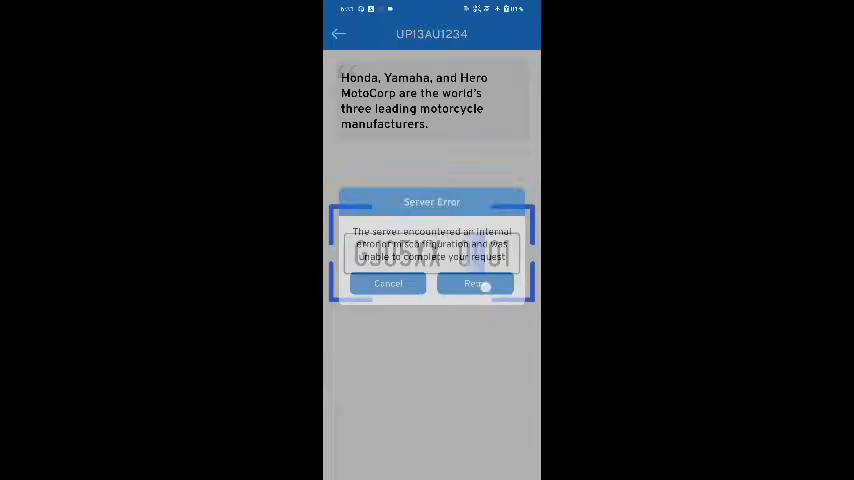 UP13AU1234
Honda, Yamaha, and Hero
MotoCorp are the world's
three leading motorcycle
manufacturers.
Server Error
The server encountered an internal
error or misconfiguration and was
unable to complete your request
Cancel